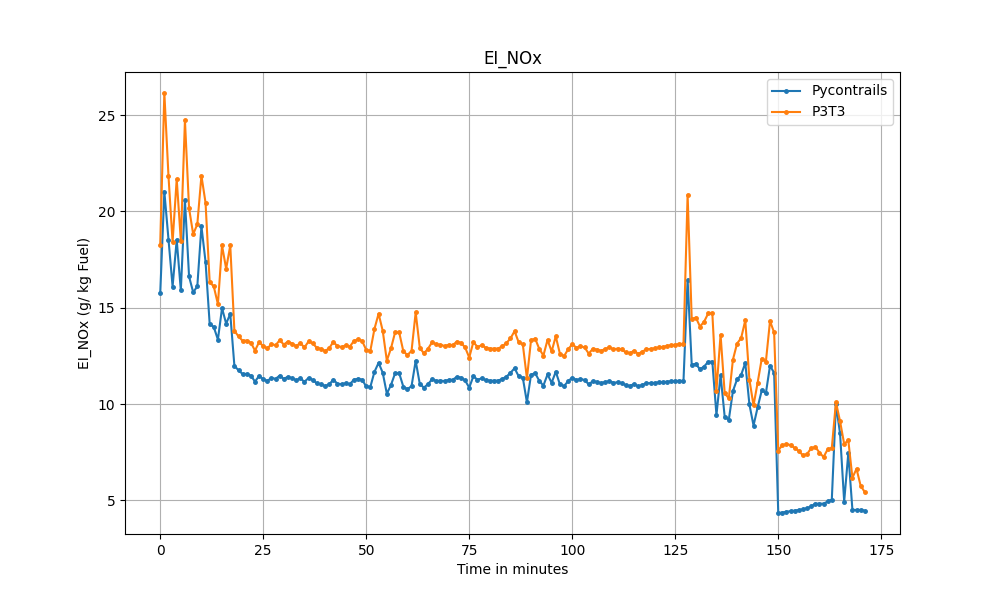 EI_NOx
Pycontrails
P3T3
EI_NOx (g/ kg Fuel)
25
20
15
10
5
0 25 50 75 100 125 150 175
Time in minutes